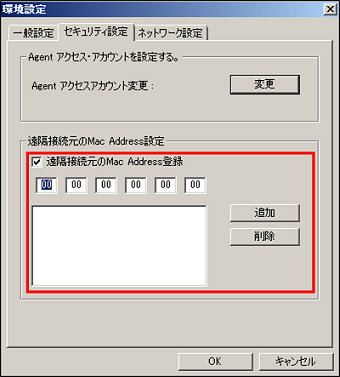 環境設定
一般設定 セキュリティ設定 ネットワーク設定
Agent アクセス・アカウントを設定する。
Agent アクセスアカウント変更 : 変更
遠隔接続元のMac Address設定
遠隔接続元のMac Address登録
00 00 00 00 00 00
追加
削除
OK キャンセル